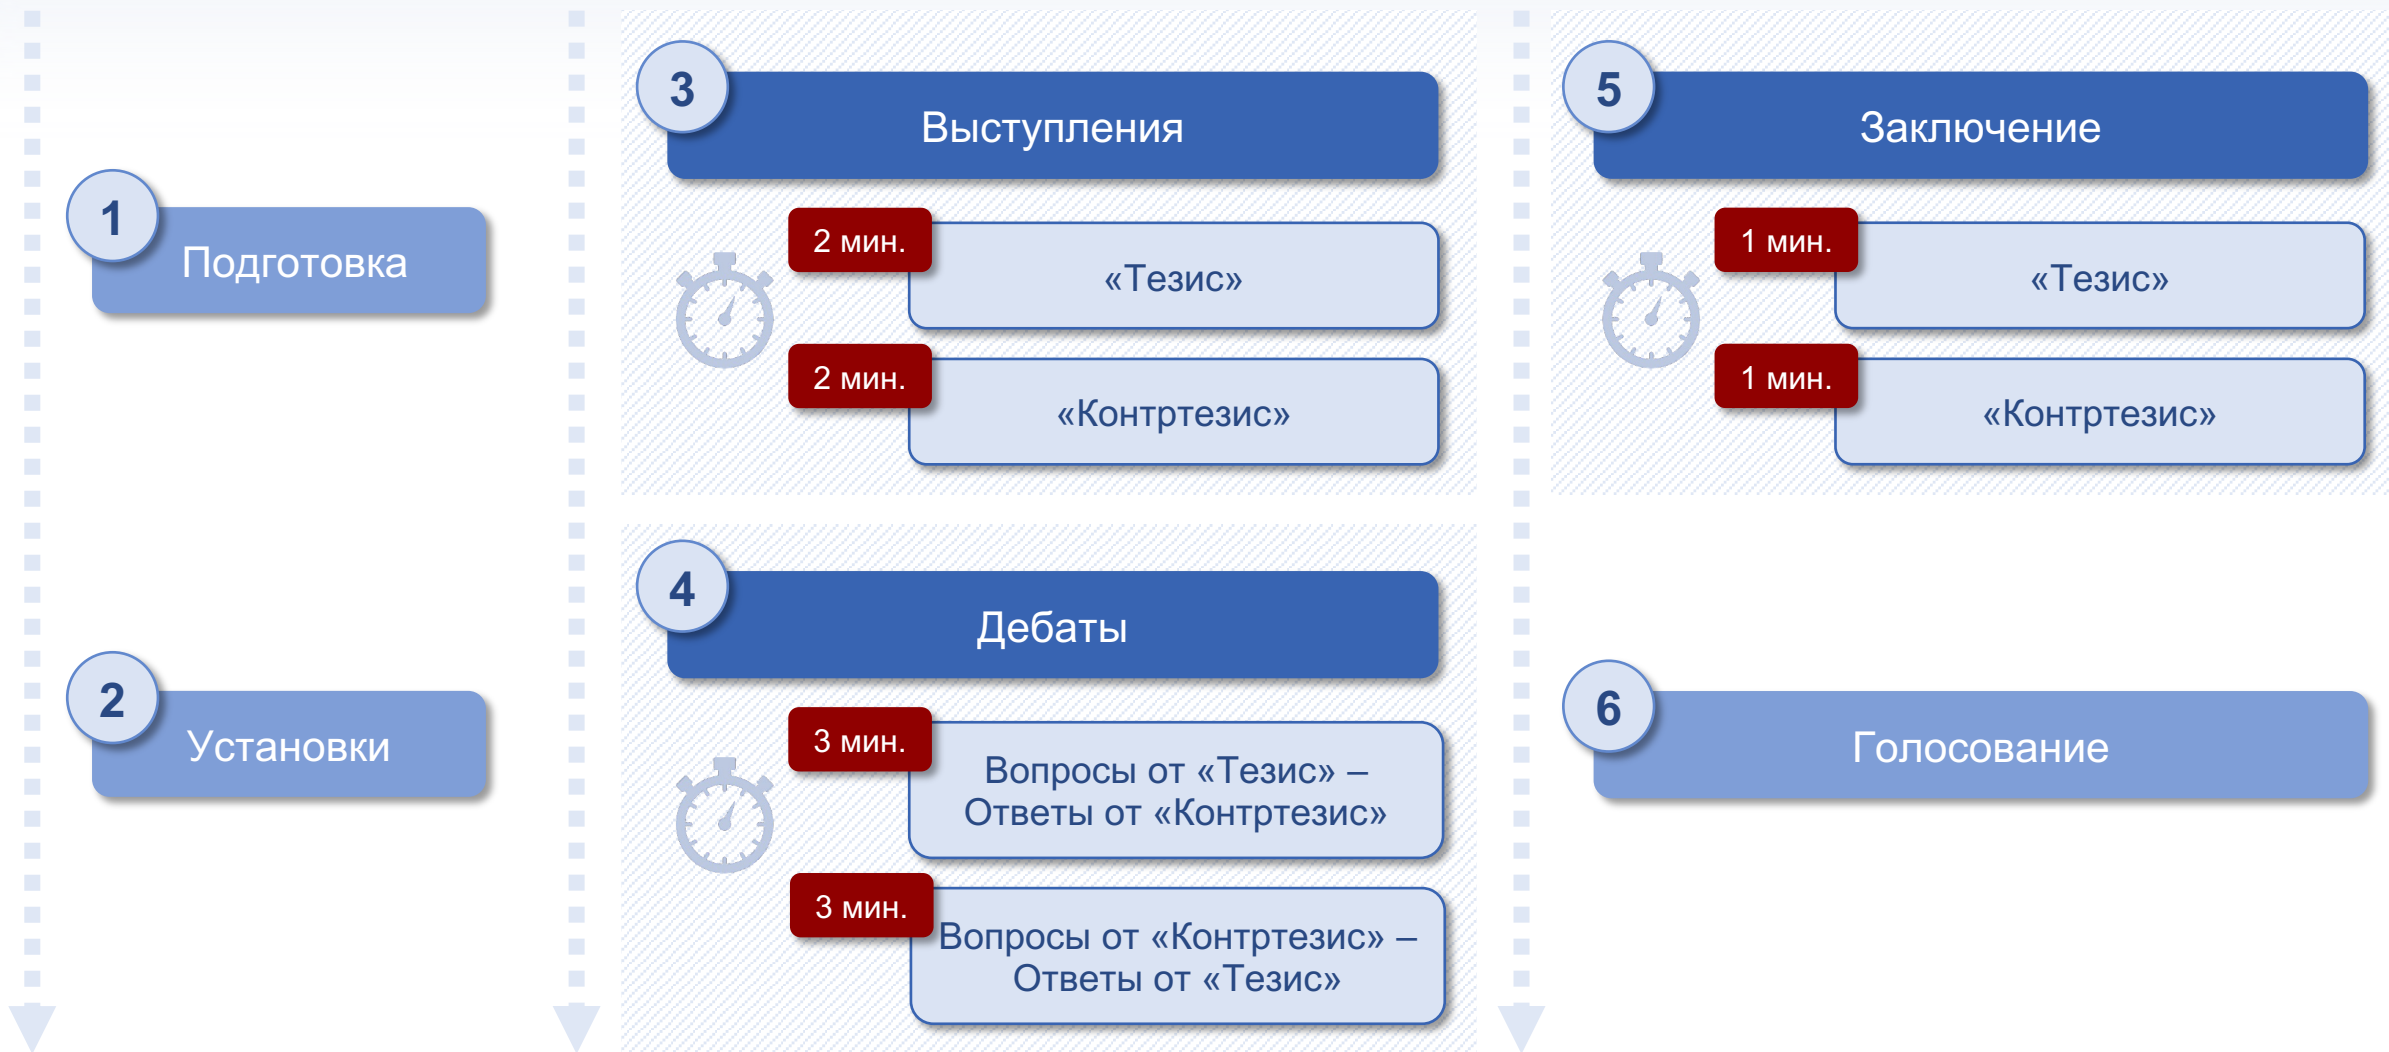 1
Подготовка
2
Установки
3
Выступления
2 мин.
«Тезис»
2 мин.
«Контртезис»
4
Дебаты
3 мин.
Вопросы от «Тезис» –
Ответы от «Контртезис»
3 мин.
Вопросы от «Контртезис» –
Ответы от «Тезис»
5
Заключение
1 мин.
«Тезис»
1 мин.
«Контртезис»
6
Голосование